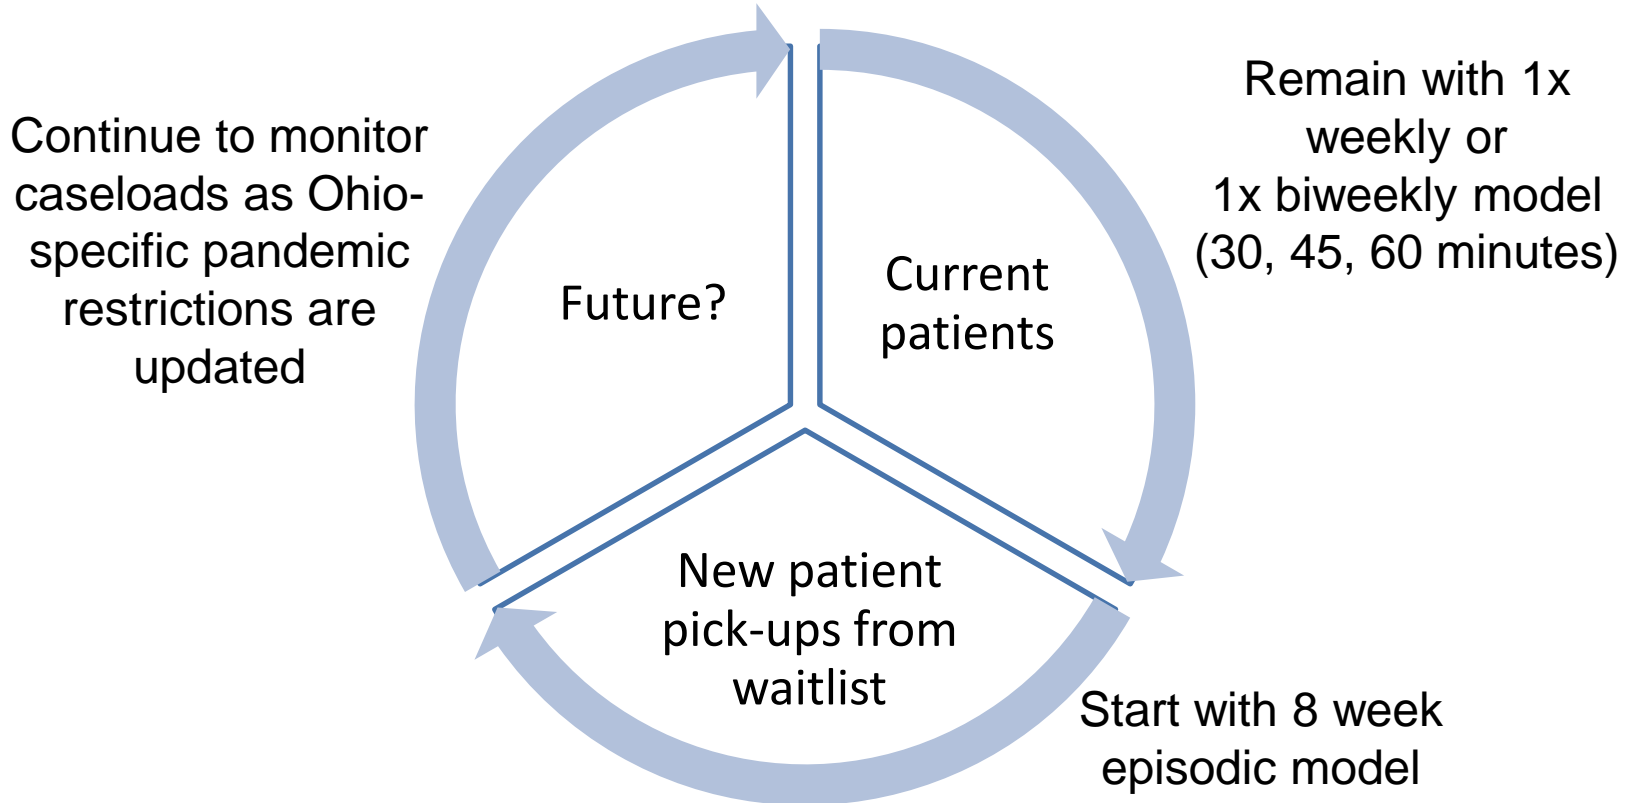 Remain with 1x
weekly or
1x biweekly model
(30, 45, 60 minutes)
Continue to monitor
caseloads as Ohio-
specific pandemic
restrictions are
updated
Future?
Current
patients
New patient
pick-ups from
waitlist
Start with 8 week
episodic model